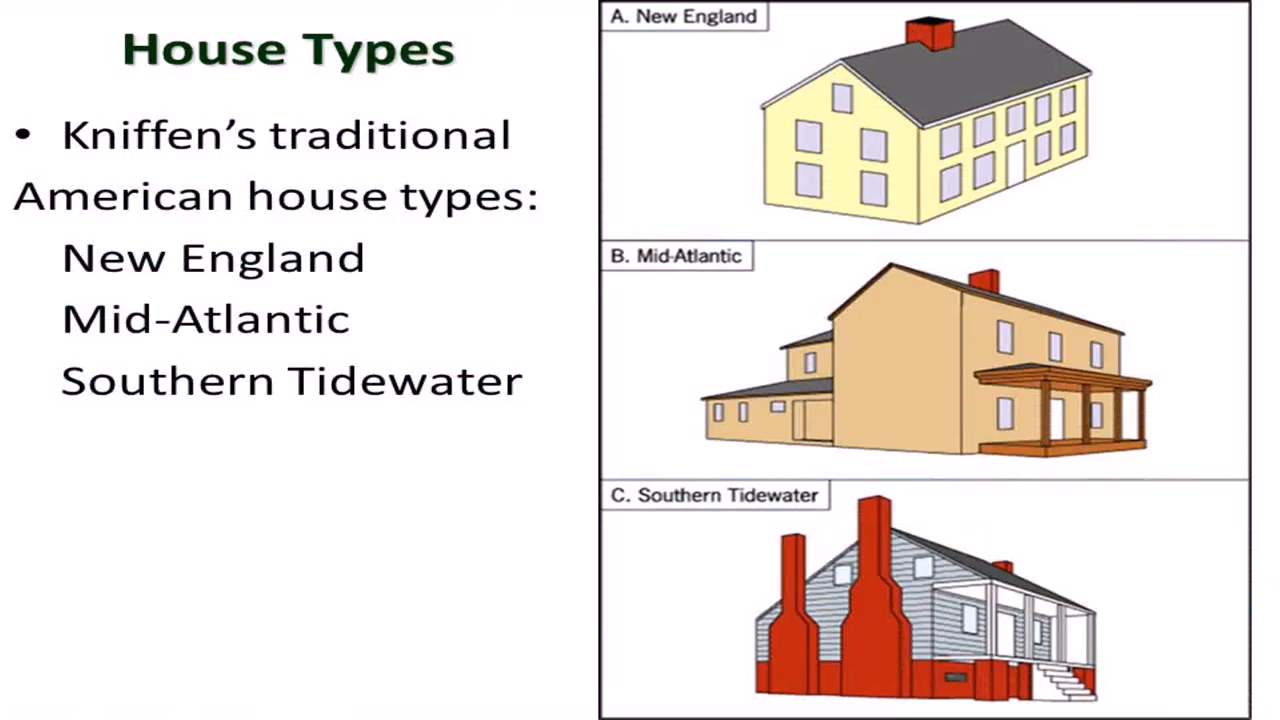 House Types
• Kniffen’s traditional
American house types:
New England
Mid-Atlantic
Southern Tidewater
A. New England
B. Mid-Atlantic
C. Southern Tidewater